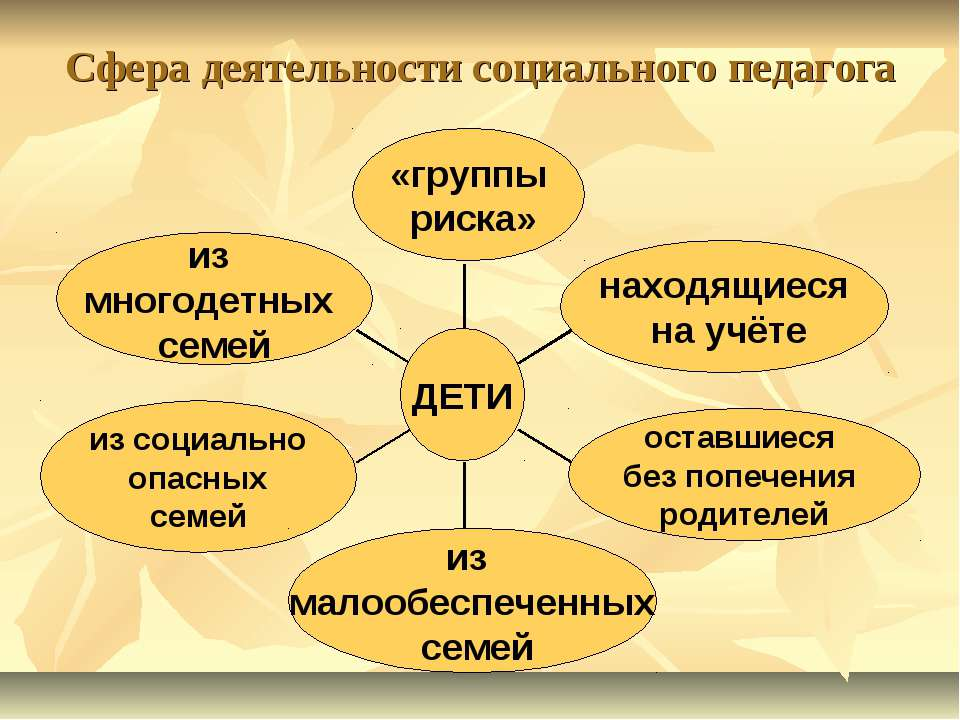 Сфера деятельности социального педагога
«группы
риска»
из
многодетных
семей
находящиеся
на учёте
ДЕТИ
из социально
опасных
семей
оставшиеся
без попечения
родителей
из
малообеспеченных
семей